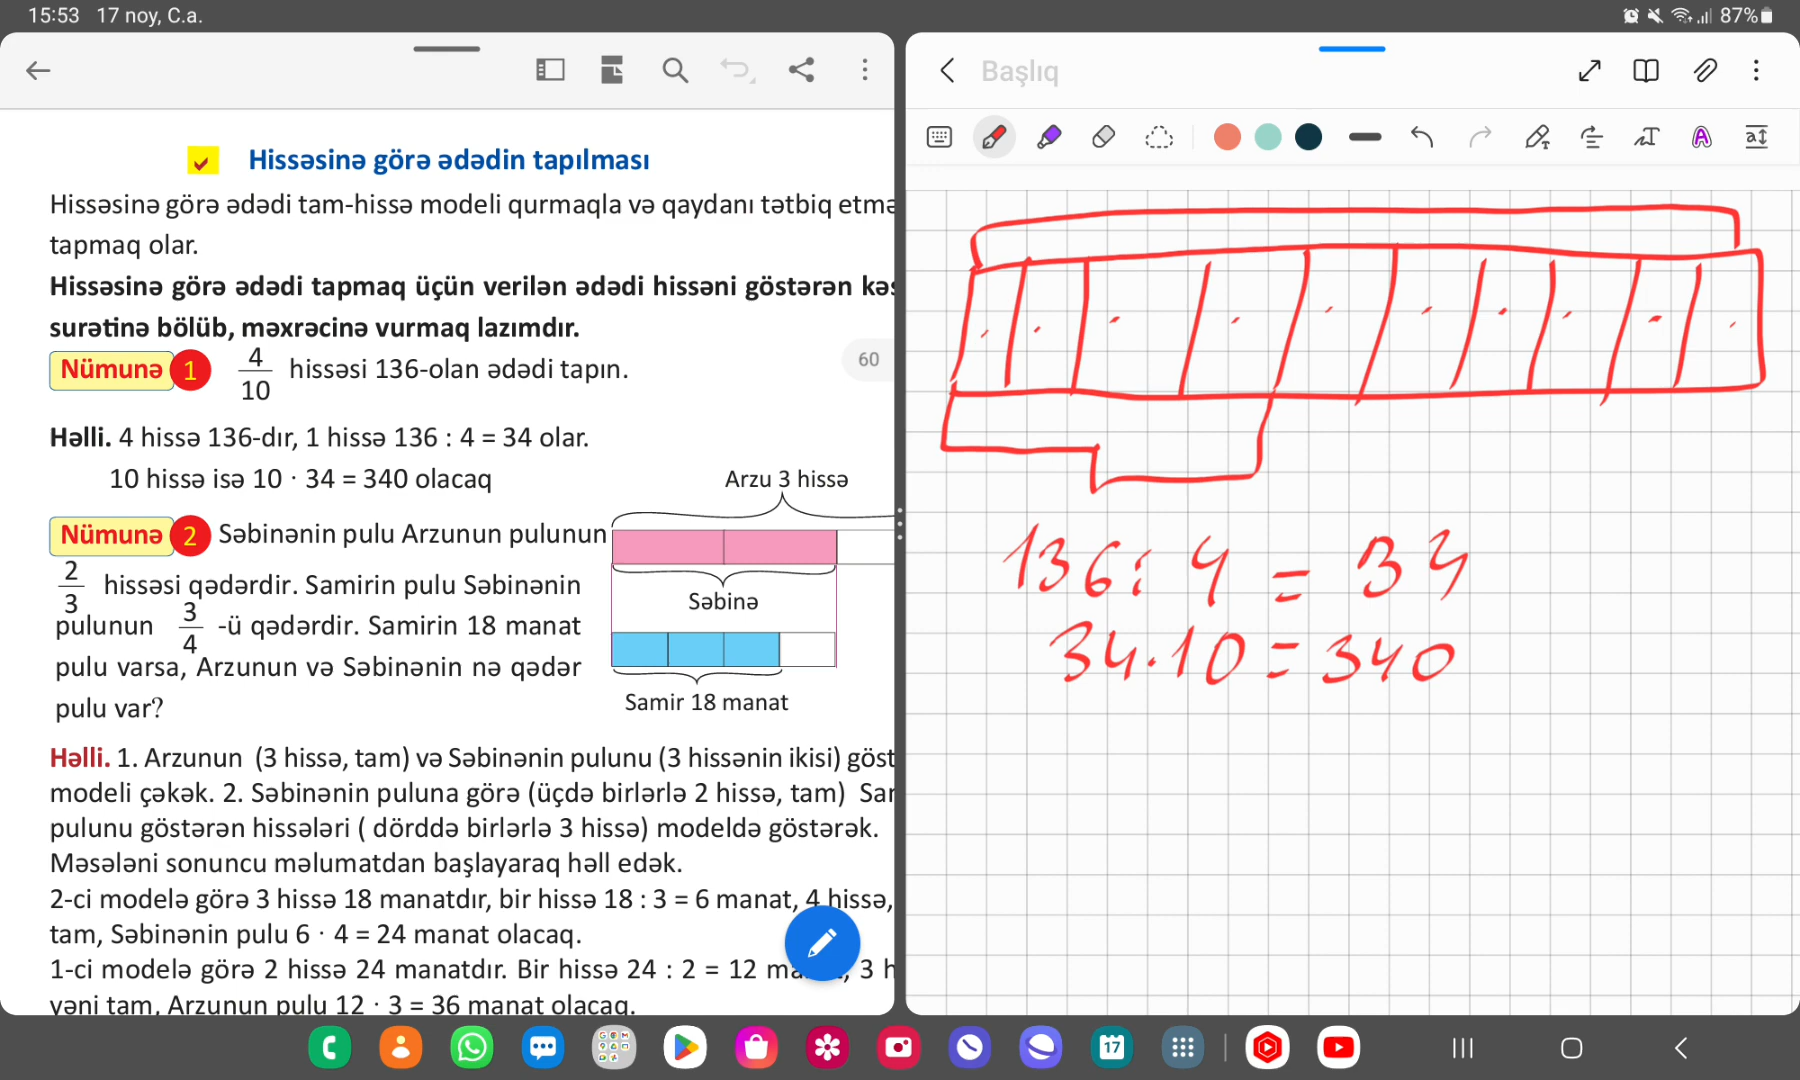 15:53 17 noy, C.a.
87%
Hissəsinə görə ədədin tapılması
Hissəsinə görə ədədi tam-hissə modeli qurmaqla və qaydanı tətbiq etmə
tapmaq olar.
Hissəsinə görə ədədi tapmaq üçün verilən ədədi hissəni göstərən kəs
surətinə bölüb, məxrəcinə vurmaq lazımdır.
Nümunə 1 4/10 hissəsi 136-olan ədədi tapın.
60
Həlli. 4 hissə 136-dır, 1 hissə 136 : 4 = 34 olar.
10 hissə isə 10 · 34 = 340 olacaq
Nümunə 2 Səbinənin pulu Arzunun pulunun
2/3 hissəsi qədərdir. Samirin pulu Səbinənin
pulunun 3/4 -ü qədərdir. Samirin 18 manat
pulu varsa, Arzunun və Səbinənin nə qədər
pulu var?
Arzu 3 hissə
Səbinə
Samir 18 manat
Həlli. 1. Arzunun (3 hissə, tam) və Səbinənin pulunu (3 hissənin ikisi) göst
modeli çəkək. 2. Səbinənin puluna görə (üçdə birlərlə 2 hissə, tam) Sar
pulunu göstərən hissələri ( dörddə birlərlə 3 hissə) modeldə göstərək.
Məsələni sonuncu məlumatdan başlayaraq həll edək.
2-ci modelə görə 3 hissə 18 manatdır, bir hissə 18 : 3 = 6 manat, 4 hissə,
tam, Səbinənin pulu 6 · 4 = 24 manat olacaq.
1-ci modelə görə 2 hissə 24 manatdır. Bir hissə 24 : 2 = 12 ma , 3 h
yəni tam, Arzunun pulu 12 · 3 = 36 manat olacaq.
Başlıq
136 : 4 = 34
34 . 10 = 340
17